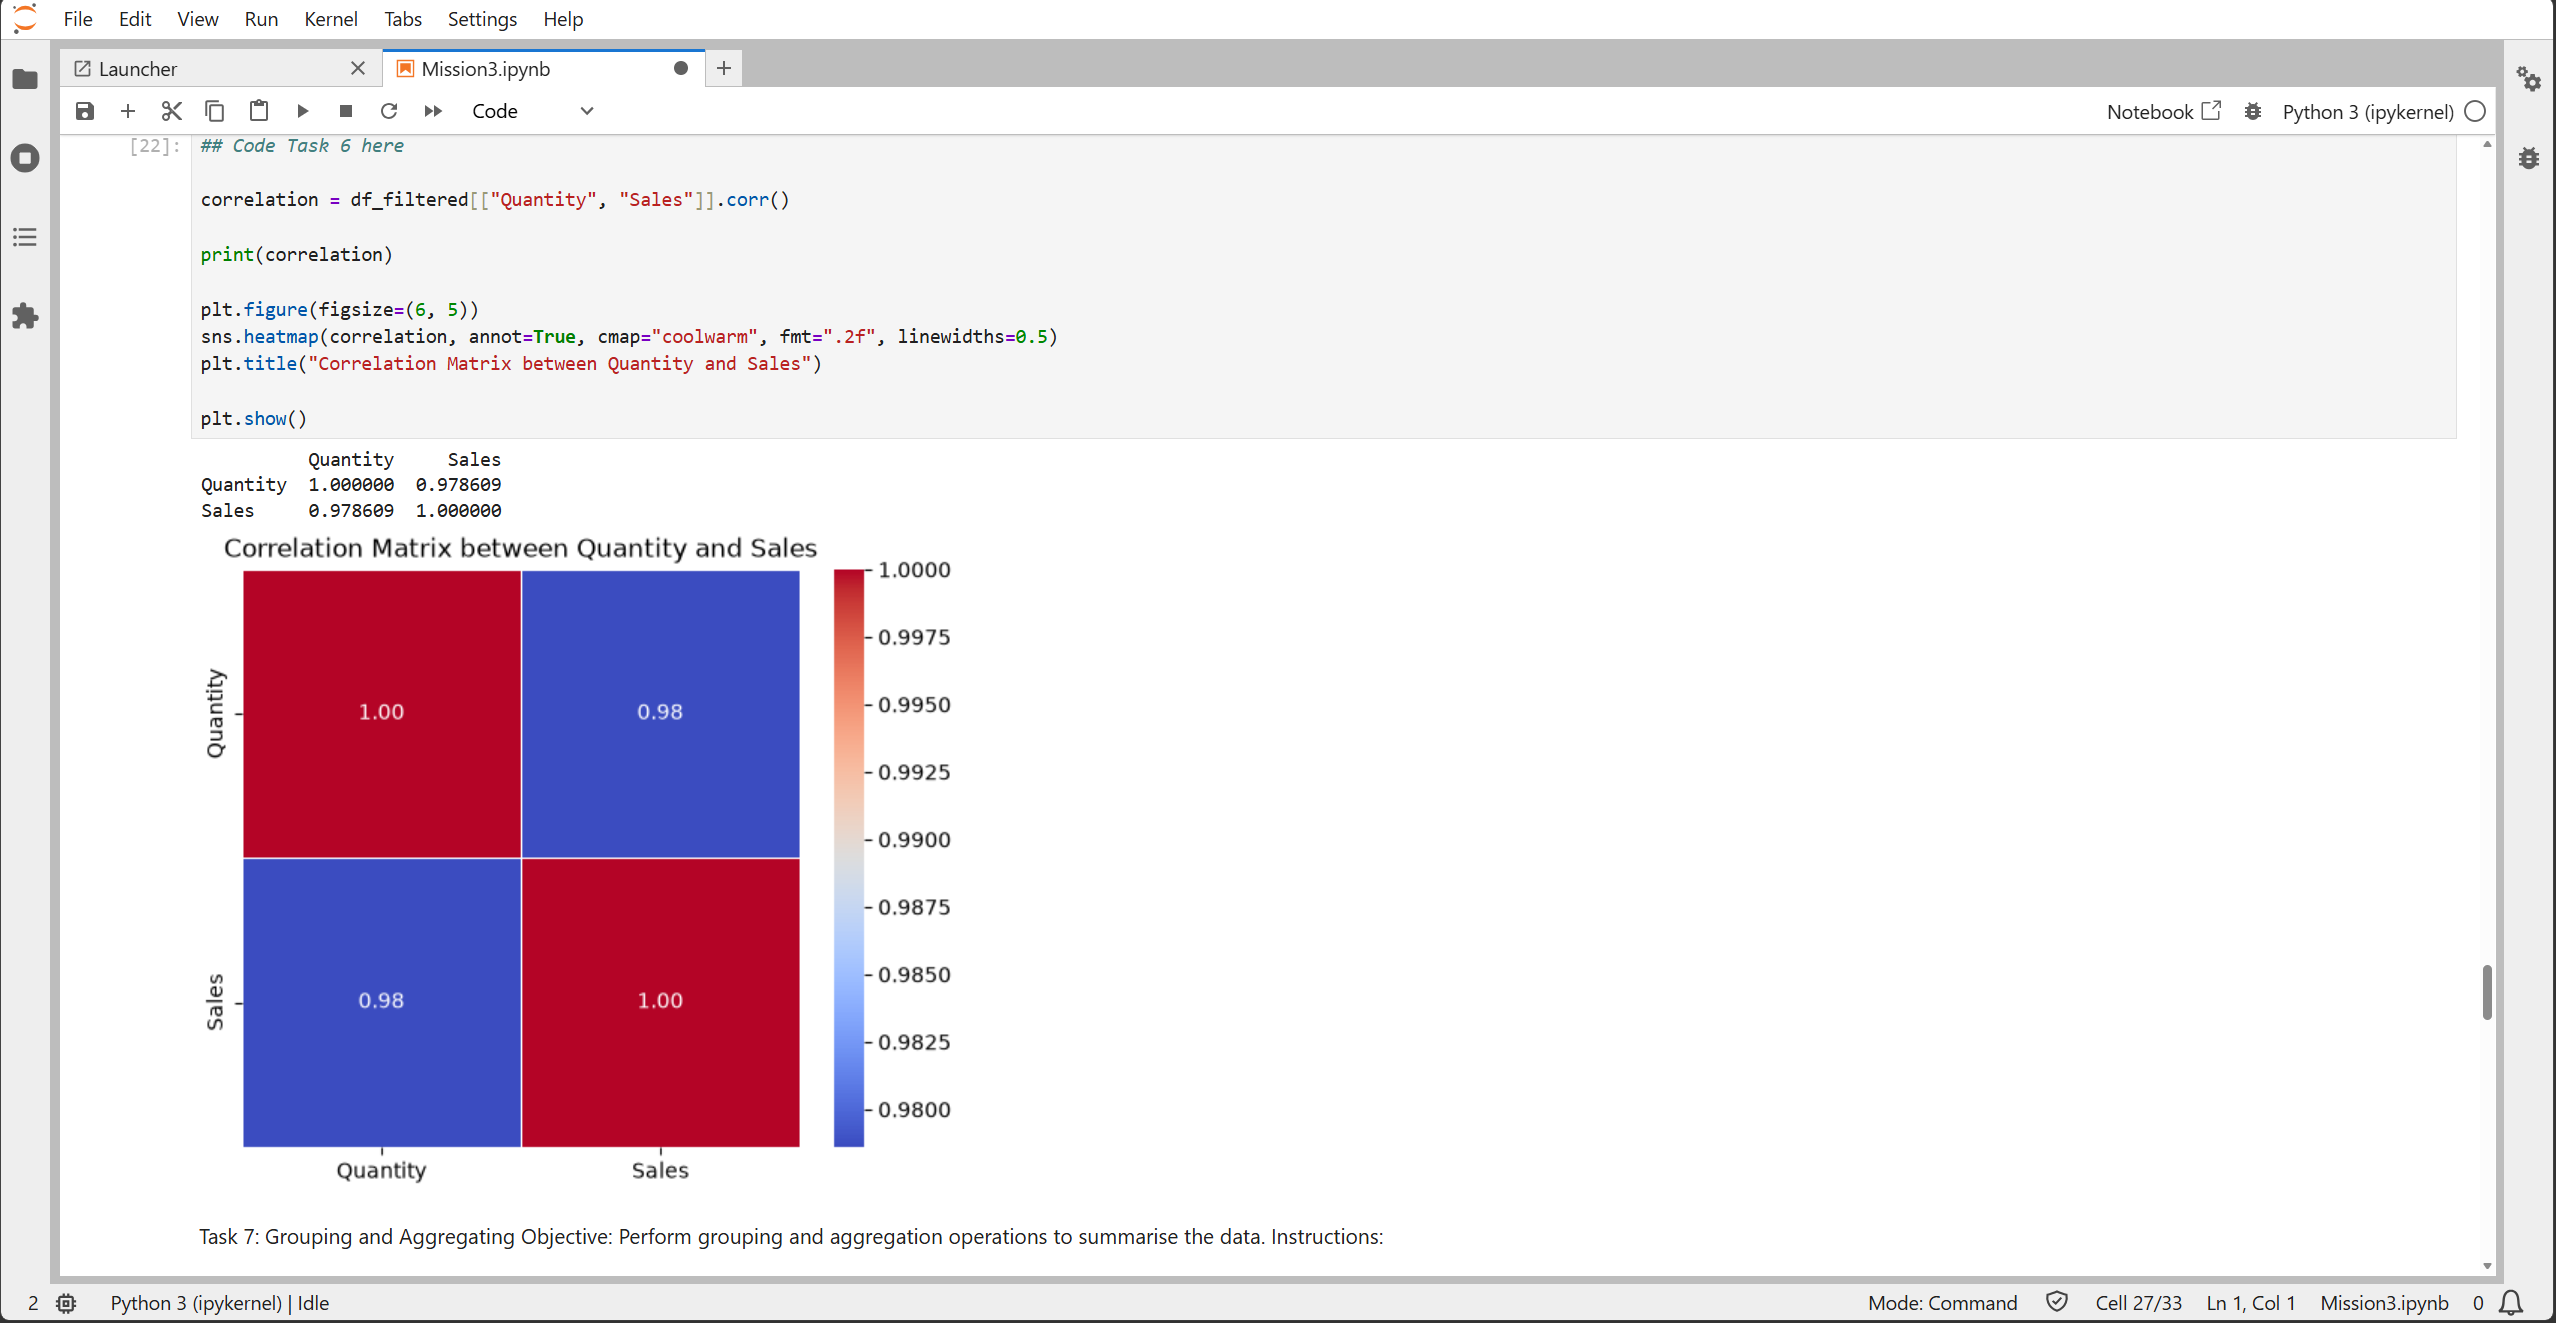 File Edit View Run Kernel Tabs Settings Help
Launcher
Mission3.ipynb
Code
Notebook
Python 3 (ipykernel)
[22]:
## Code Task 6 here
correlation = df_filtered[["Quantity", "Sales"]].corr()
print(correlation)
plt.figure(figsize=(6, 5))
sns.heatmap(correlation, annot=True, cmap="coolwarm", fmt=".2f", linewidths=0.5)
plt.title("Correlation Matrix between Quantity and Sales")
plt.show()
Quantity Sales
Quantity 1.000000 0.978609
Sales 0.978609 1.000000
Correlation Matrix between Quantity and Sales
Quantity
1.00
0.98
Sales
0.98
1.00
Quantity
Sales
1.0000
0.9975
0.9950
0.9925
0.9900
0.9875
0.9850
0.9825
0.9800
Task 7: Grouping and Aggregating Objective: Perform grouping and aggregation operations to summarise the data. Instructions:
2
Python 3 (ipykernel) | Idle
Mode: Command
Cell 27/33
Ln 1, Col 1
Mission3.ipynb
0